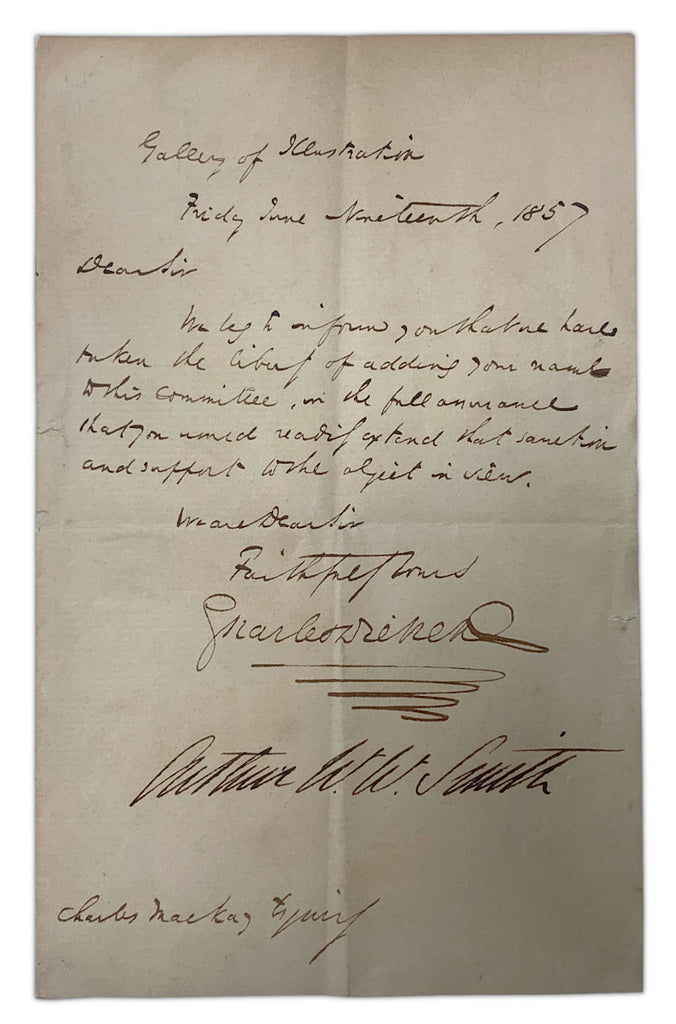 Gallery of Illustration
Friday June Nineteenth, 1857
Dear Sir
We beg to inform you that we have
taken the liberty of adding your name
to this Committee, in the full assurance
that you would readily extend that sanction
and support to the object in view.
We are Dear Sir
Faithfully Yours
Charles Dickens
Arthur W. W. Smith
Charles Mackay Esquire